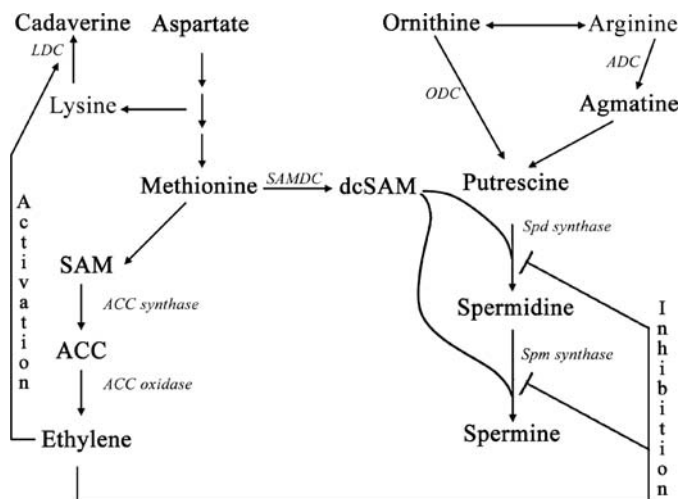 Cadaverine Aspartate Ornithine Arginine
LDC ADC
ODC
Lysine Agmatine
Methionine SAMDC dcSAM Putrescine
Spd synthase
SAM
ACC synthase Spermidine
ACC Spm synthase
ACC oxidase
Ethylene Spermine
Activation
Inhibition